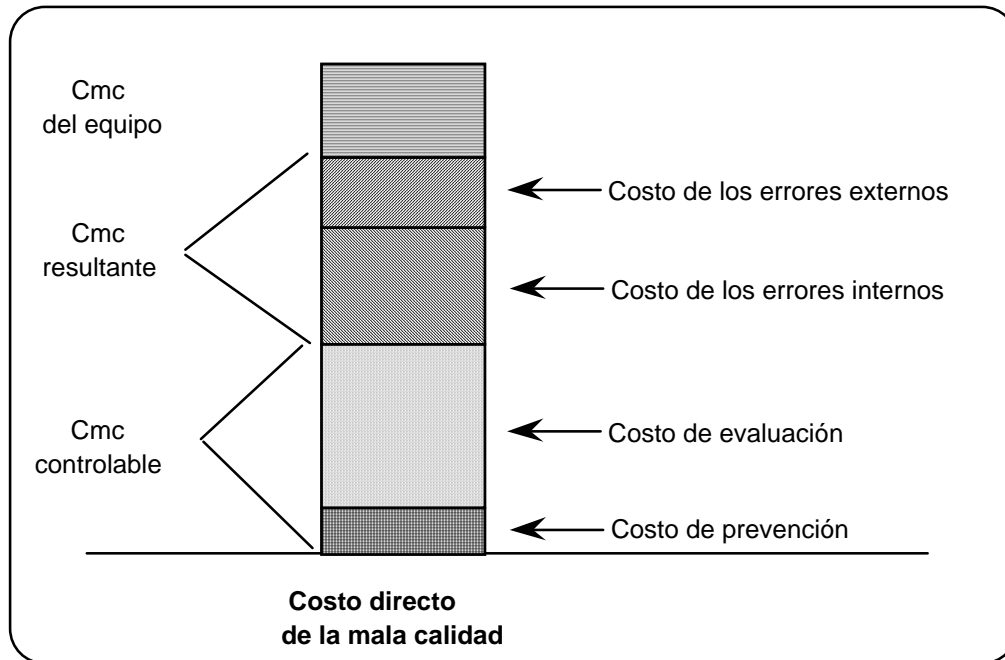 Cmc
del equipo
Costo de los errores externos
Cmc
resultante
Costo de los errores internos
Cmc
controlable
Costo de evaluación
Costo de prevención
Costo directo
de la mala calidad